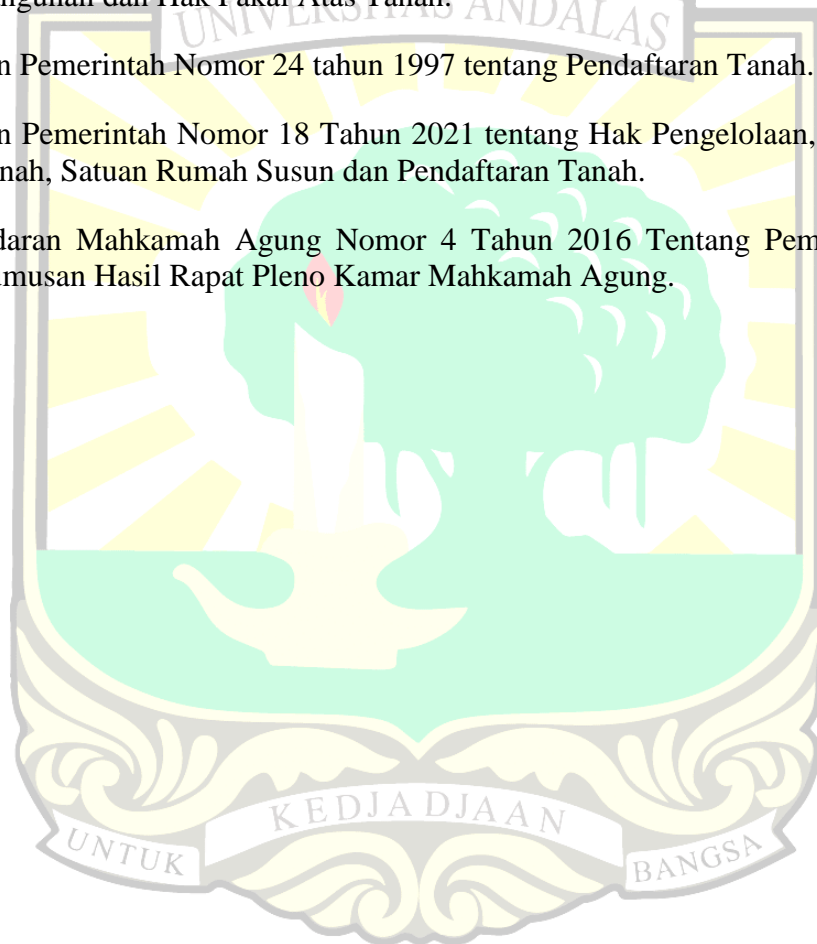 ngunan dan Hak Pakai Atas Tanah.
UNIVERSITAS ANDALAS
n Pemerintah Nomor 24 tahun 1997 tentang Pendaftaran Tanah.
n Pemerintah Nomor 18 Tahun 2021 tentang Hak Pengelolaan,
nah, Satuan Rumah Susun dan Pendaftaran Tanah.
daran Mahkamah Agung Nomor 4 Tahun 2016 Tentang Pem
umusan Hasil Rapat Pleno Kamar Mahkamah Agung.
KEDJADJAAN
UNTUK
BANGSA